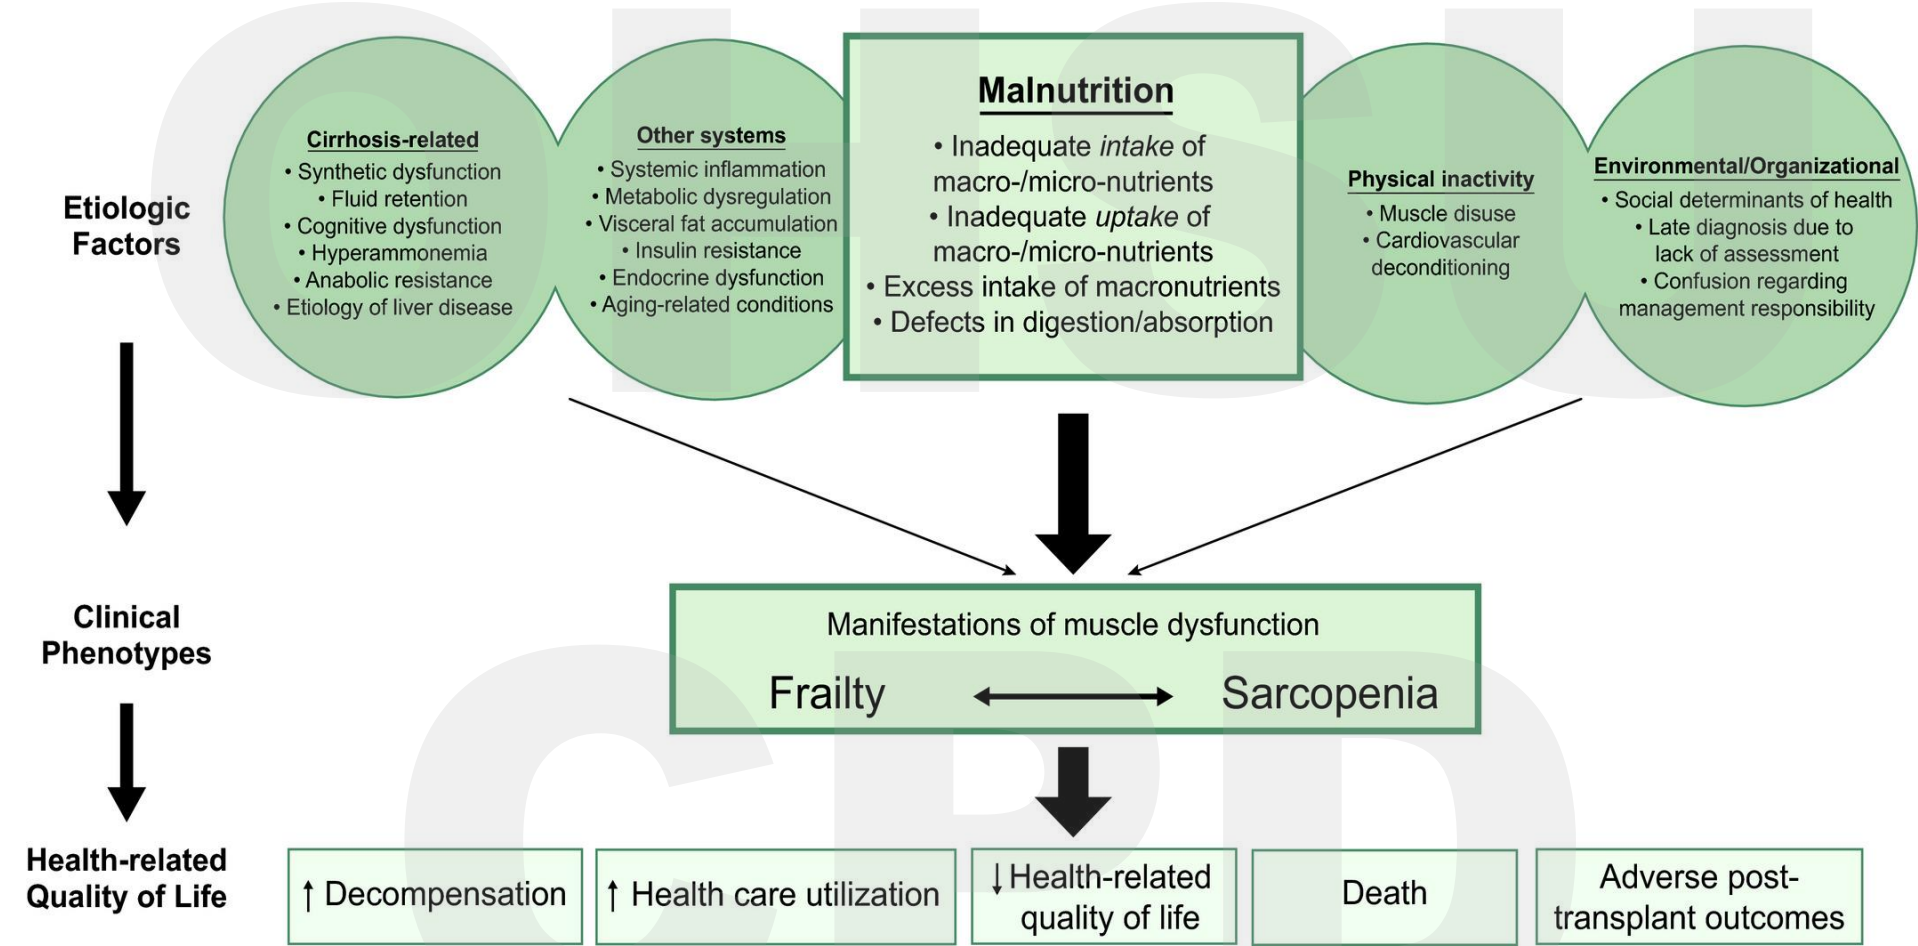 Etiologic
Factors
Cirrhosis-related
• Synthetic dysfunction
• Fluid retention
• Cognitive dysfunction
• Hyperammonemia
• Anabolic resistance
• Etiology of liver disease
Other systems
• Systemic inflammation
• Metabolic dysregulation
• Visceral fat accumulation
• Insulin resistance
• Endocrine dysfunction
• Aging-related conditions
Malnutrition
• Inadequate intake of
macro-/micro-nutrients
• Inadequate uptake of
macro-/micro-nutrients
• Excess intake of macronutrients
• Defects in digestion/absorption
Physical inactivity
• Muscle disuse
• Cardiovascular
deconditioning
Environmental/Organizational
• Social determinants of health
• Late diagnosis due to
lack of assessment
• Confusion regarding
management responsibility
Clinical
Phenotypes
Manifestations of muscle dysfunction
Frailty ↔ Sarcopenia
Health-related
Quality of Life
↑ Decompensation
↑ Health care utilization
↓ Health-related
quality of life
Death
Adverse post-
transplant outcomes
OHSU
CPD